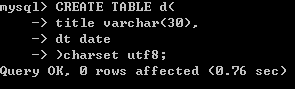 mysql> CREATE TABLE d(
    -> title varchar(30),
    -> dt date
    -> )charset utf8;
Query OK, 0 rows affected (0.76 sec)